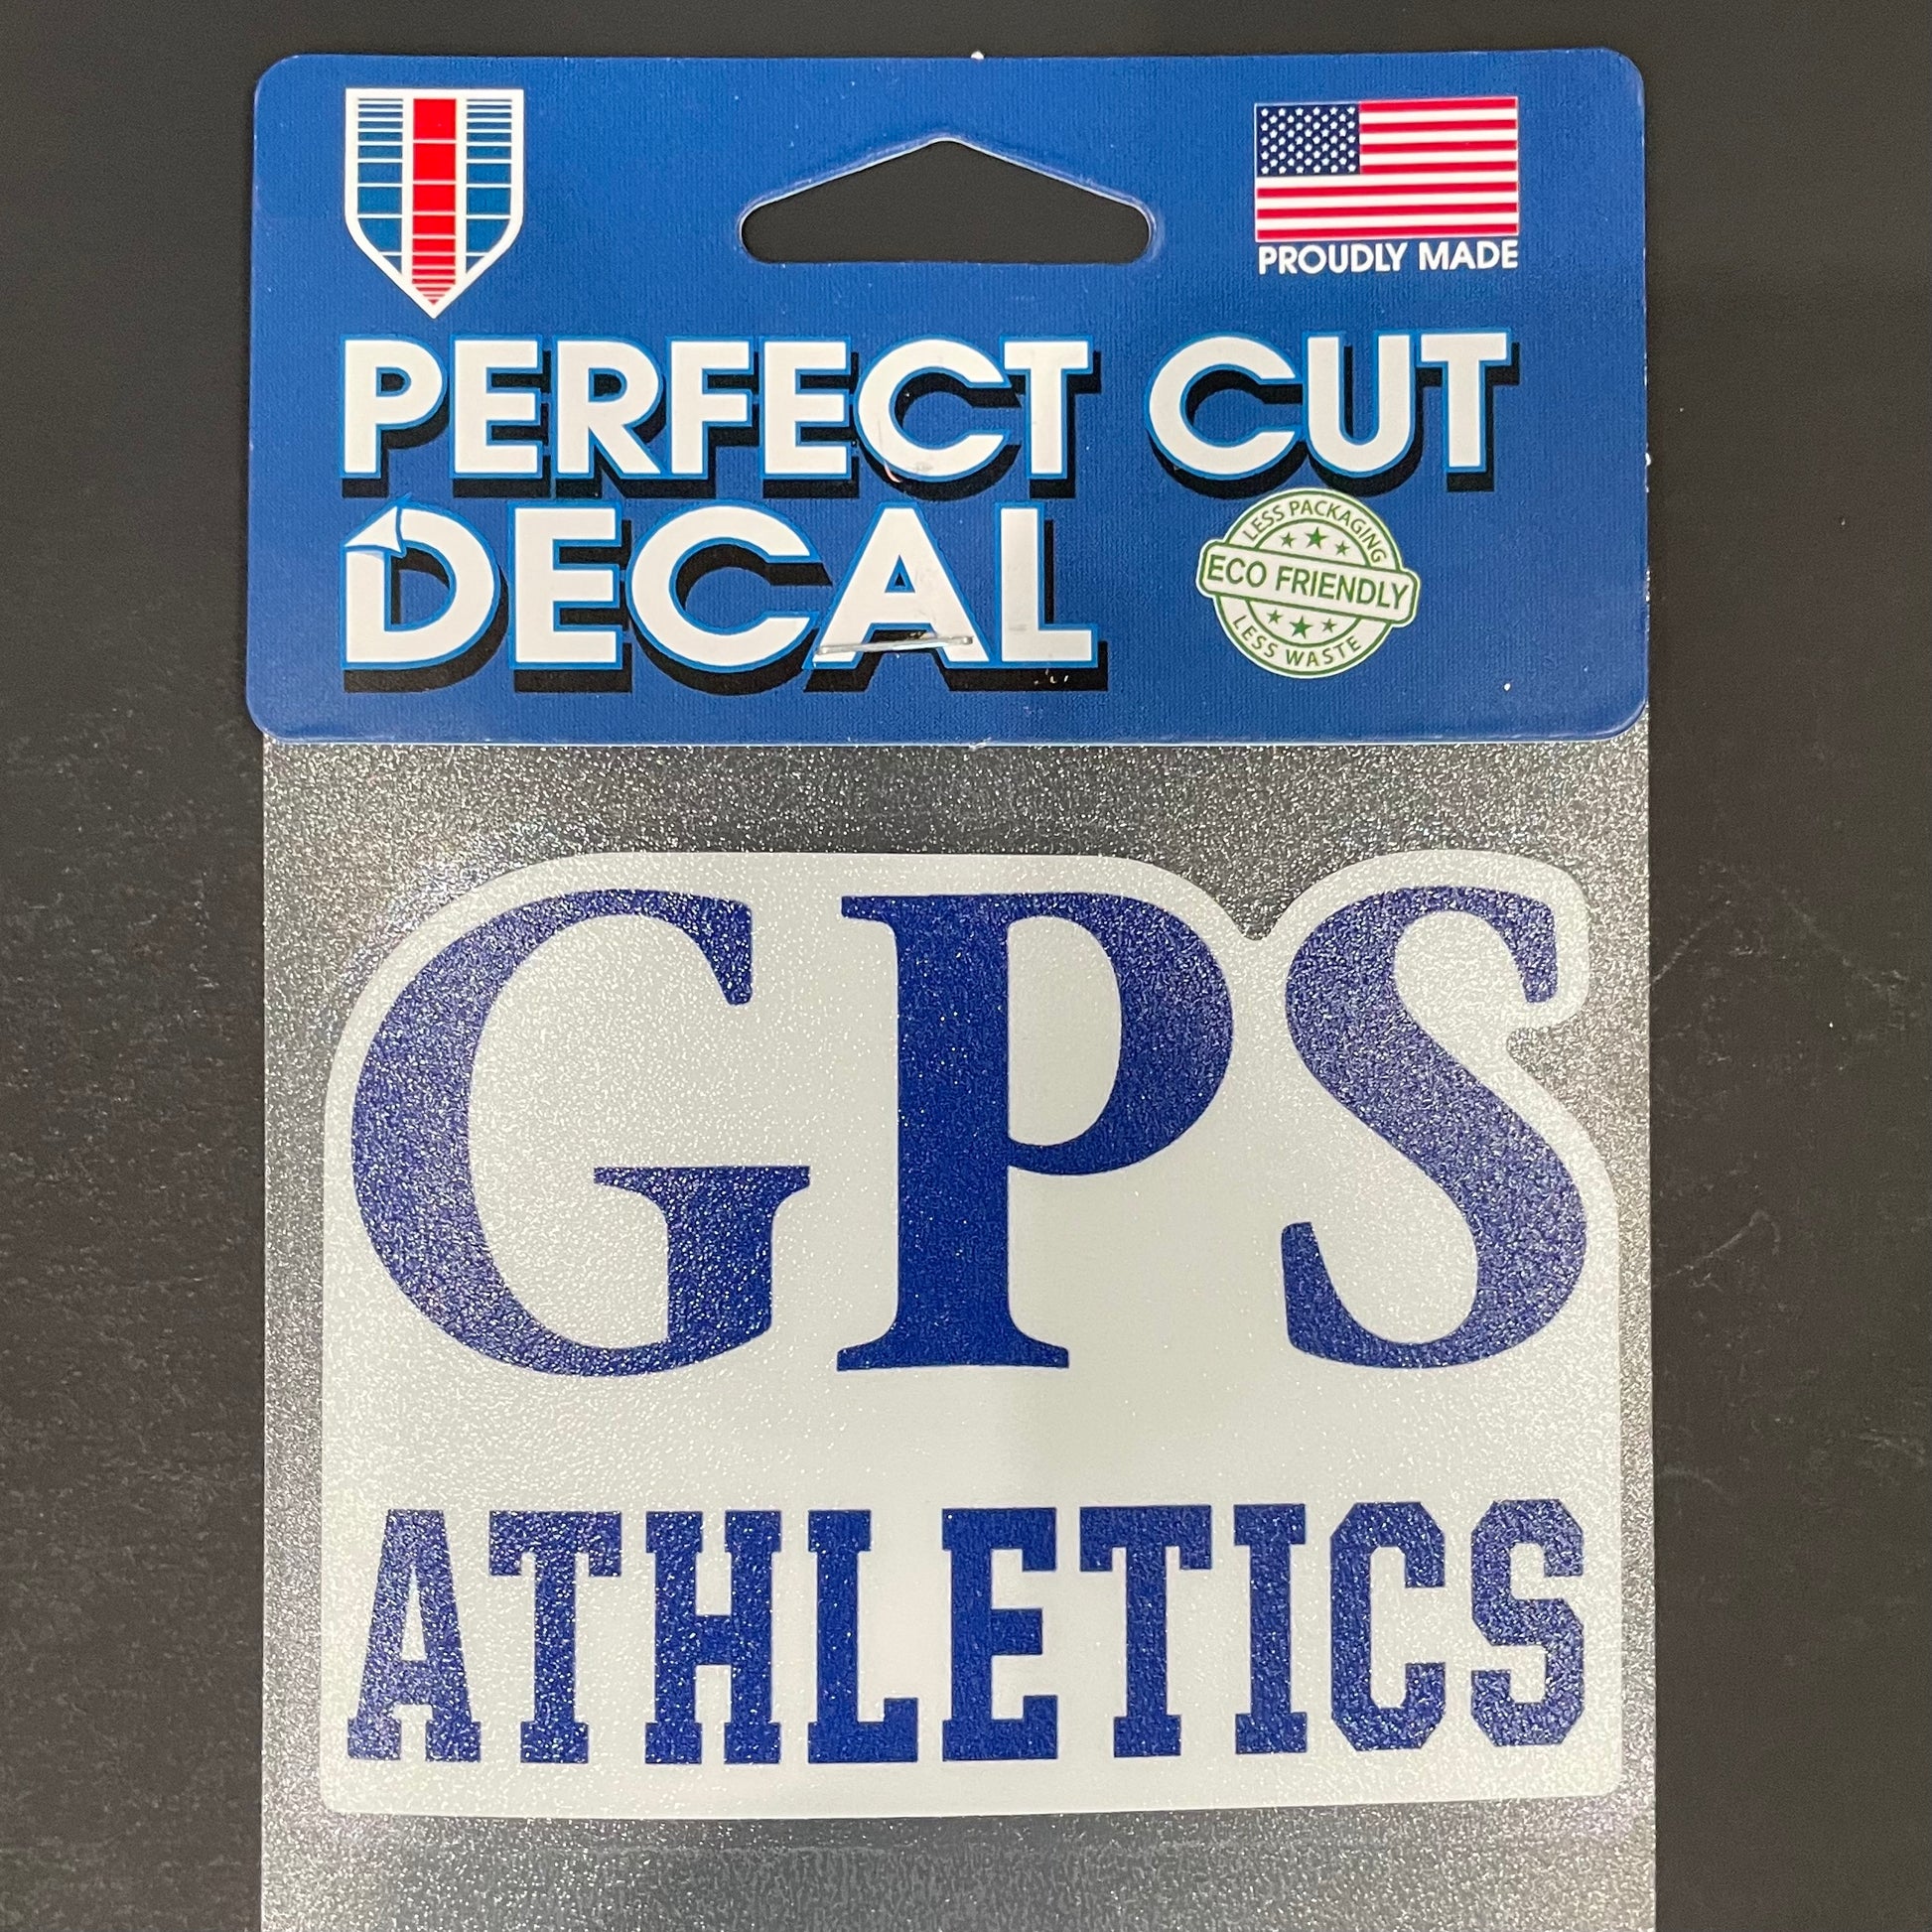 PROUDLY MADE
PERFECT CUT
DECAL
LESS PACKAGING
ECO FRIENDLY
LESS WASTE
GPS
ATHLETICS